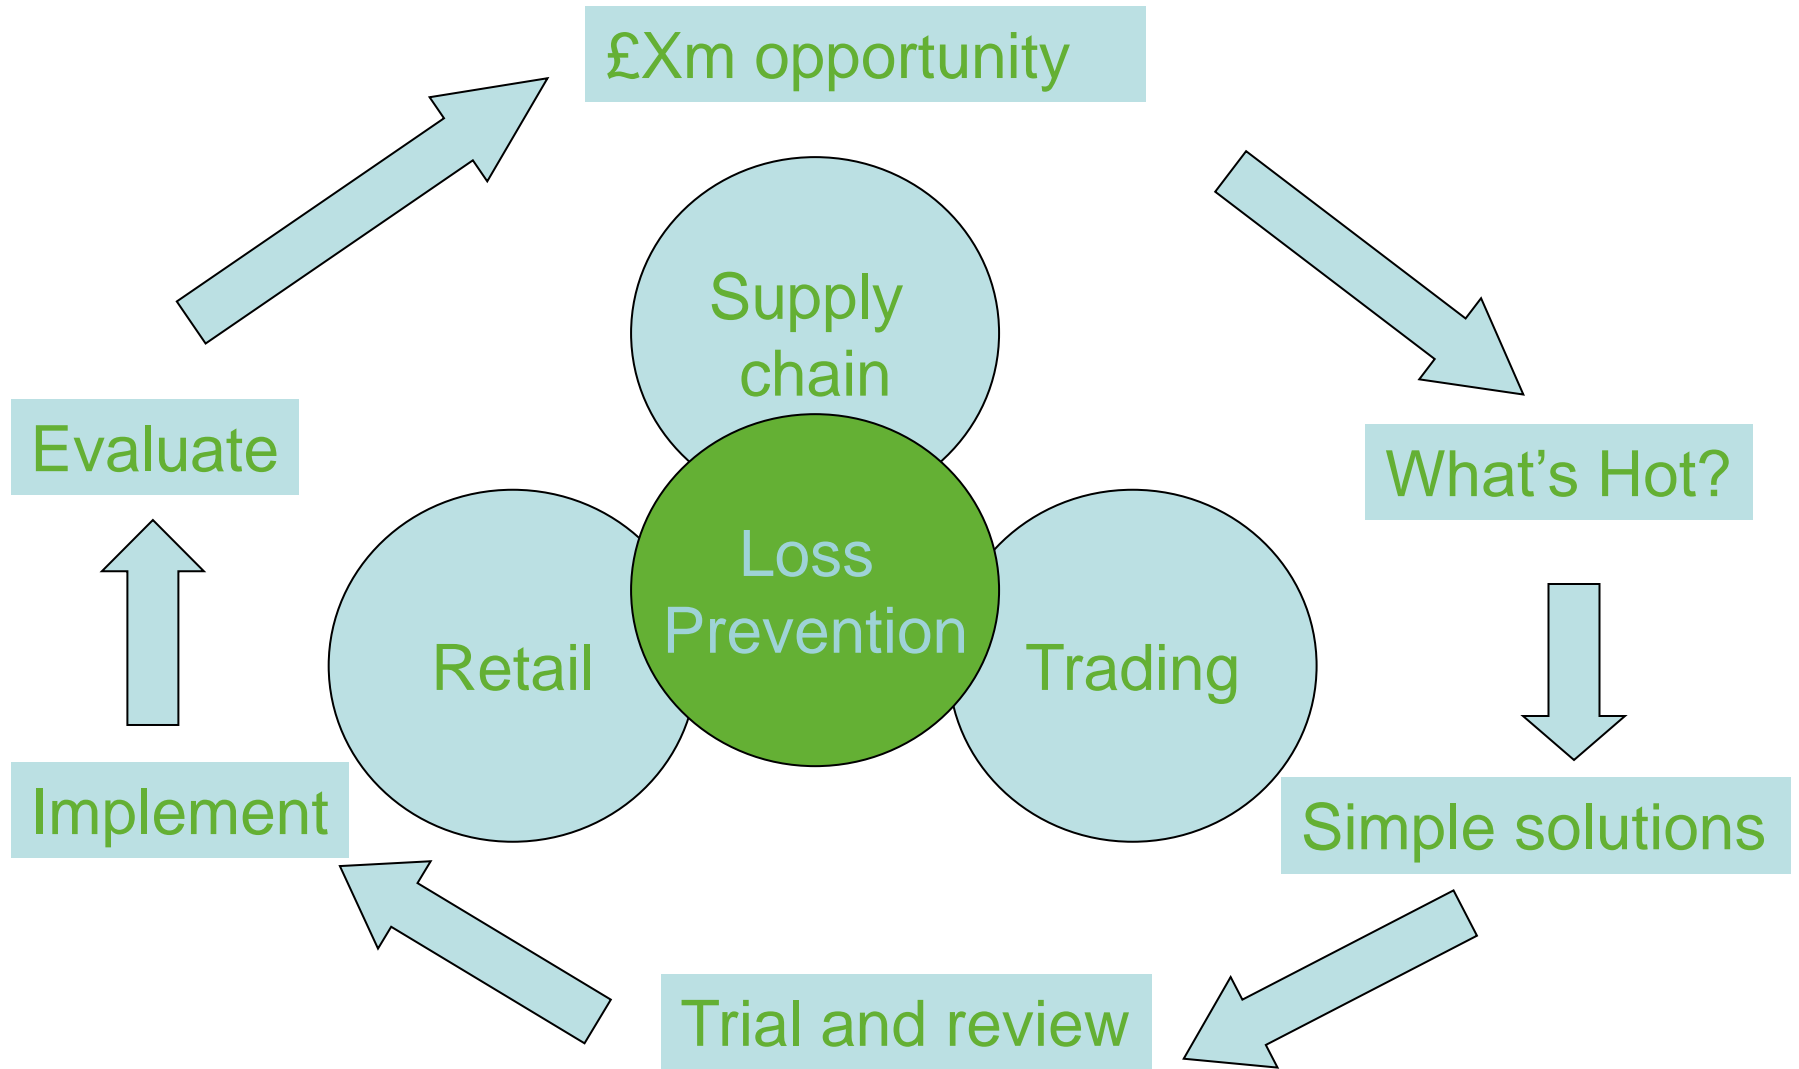 £Xm opportunity
Supply
chain
Evaluate
What’s Hot?
Loss
Prevention
Retail
Trading
Implement
Simple solutions
Trial and review